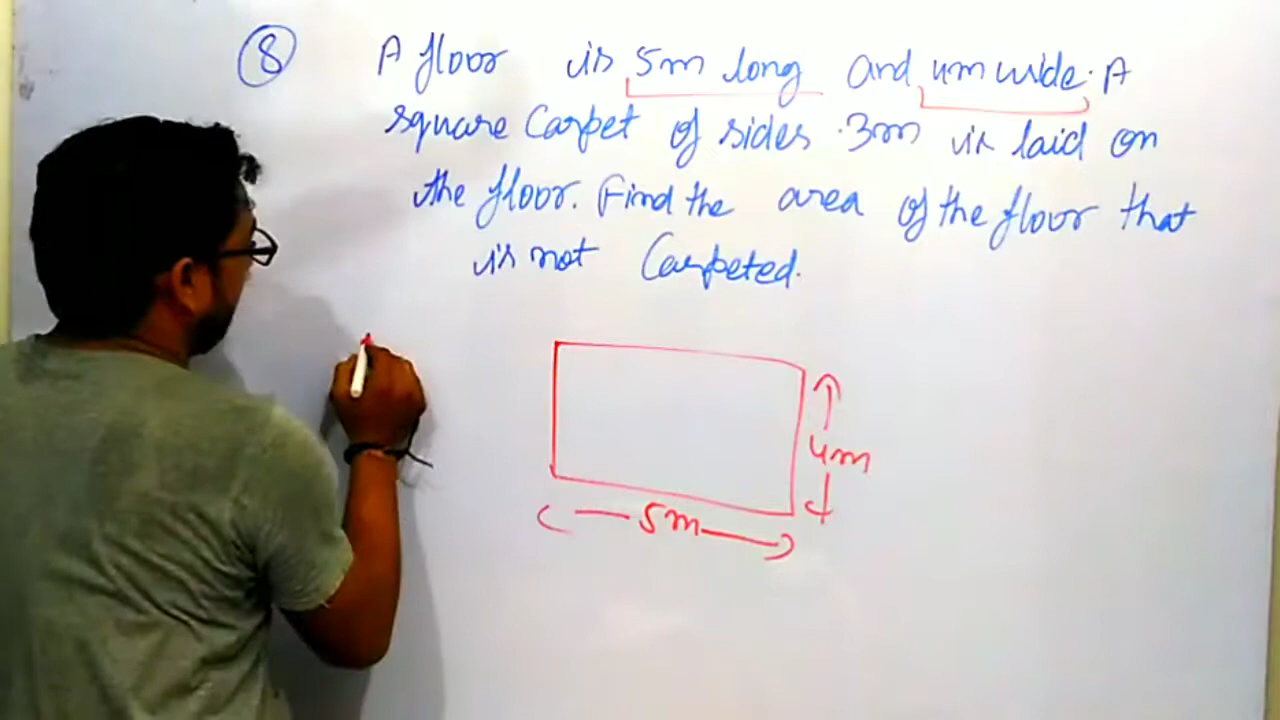 8 A floor is 5m long and 4m wide. A
square Carpet of sides 3m is laid on
the floor. Find the area of the floor that
is not Carpeted.
4m
5m